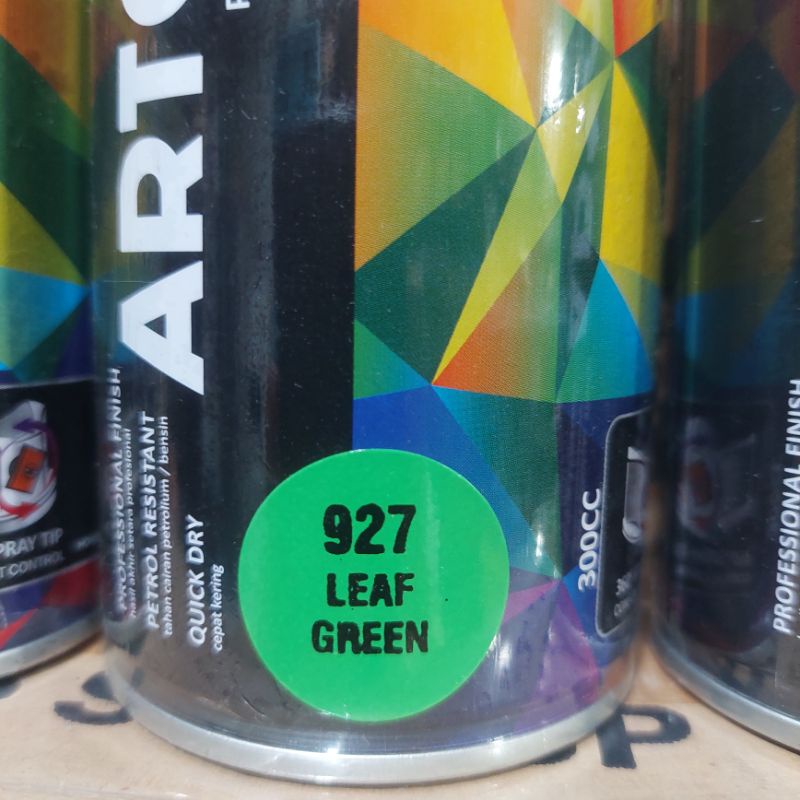 ART
PROFESSIONAL FINISH
hasil akhir setara profesional
PETROL RESISTANT
tahan cairan petrolium / bensin
QUICK DRY
cepat kering
927
LEAF
GREEN
300CC
PRAY TIP
T CONTROL
PROFESSIONAL FINISH